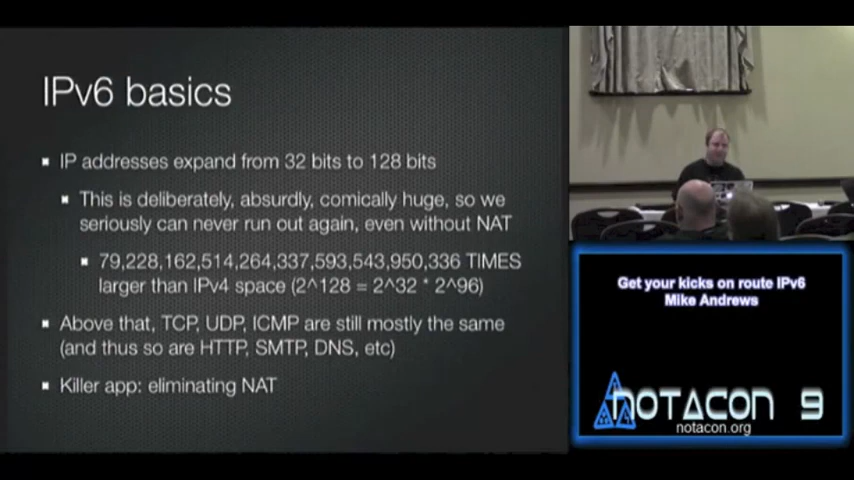 IPv6 basics
IP addresses expand from 32 bits to 128 bits
This is deliberately, absurdly, comically huge, so we
seriously can never run out again, even without NAT
79,228,162,514,264,337,593,543,950,336 TIMES
larger than IPv4 space (2^128 = 2^32 * 2^96)
Above that, TCP, UDP, ICMP are still mostly the same
(and thus so are HTTP, SMTP, DNS, etc)
Killer app: eliminating NAT
Get your kicks on route IPv6
Mike Andrews
NOTACON 9
notacon.org